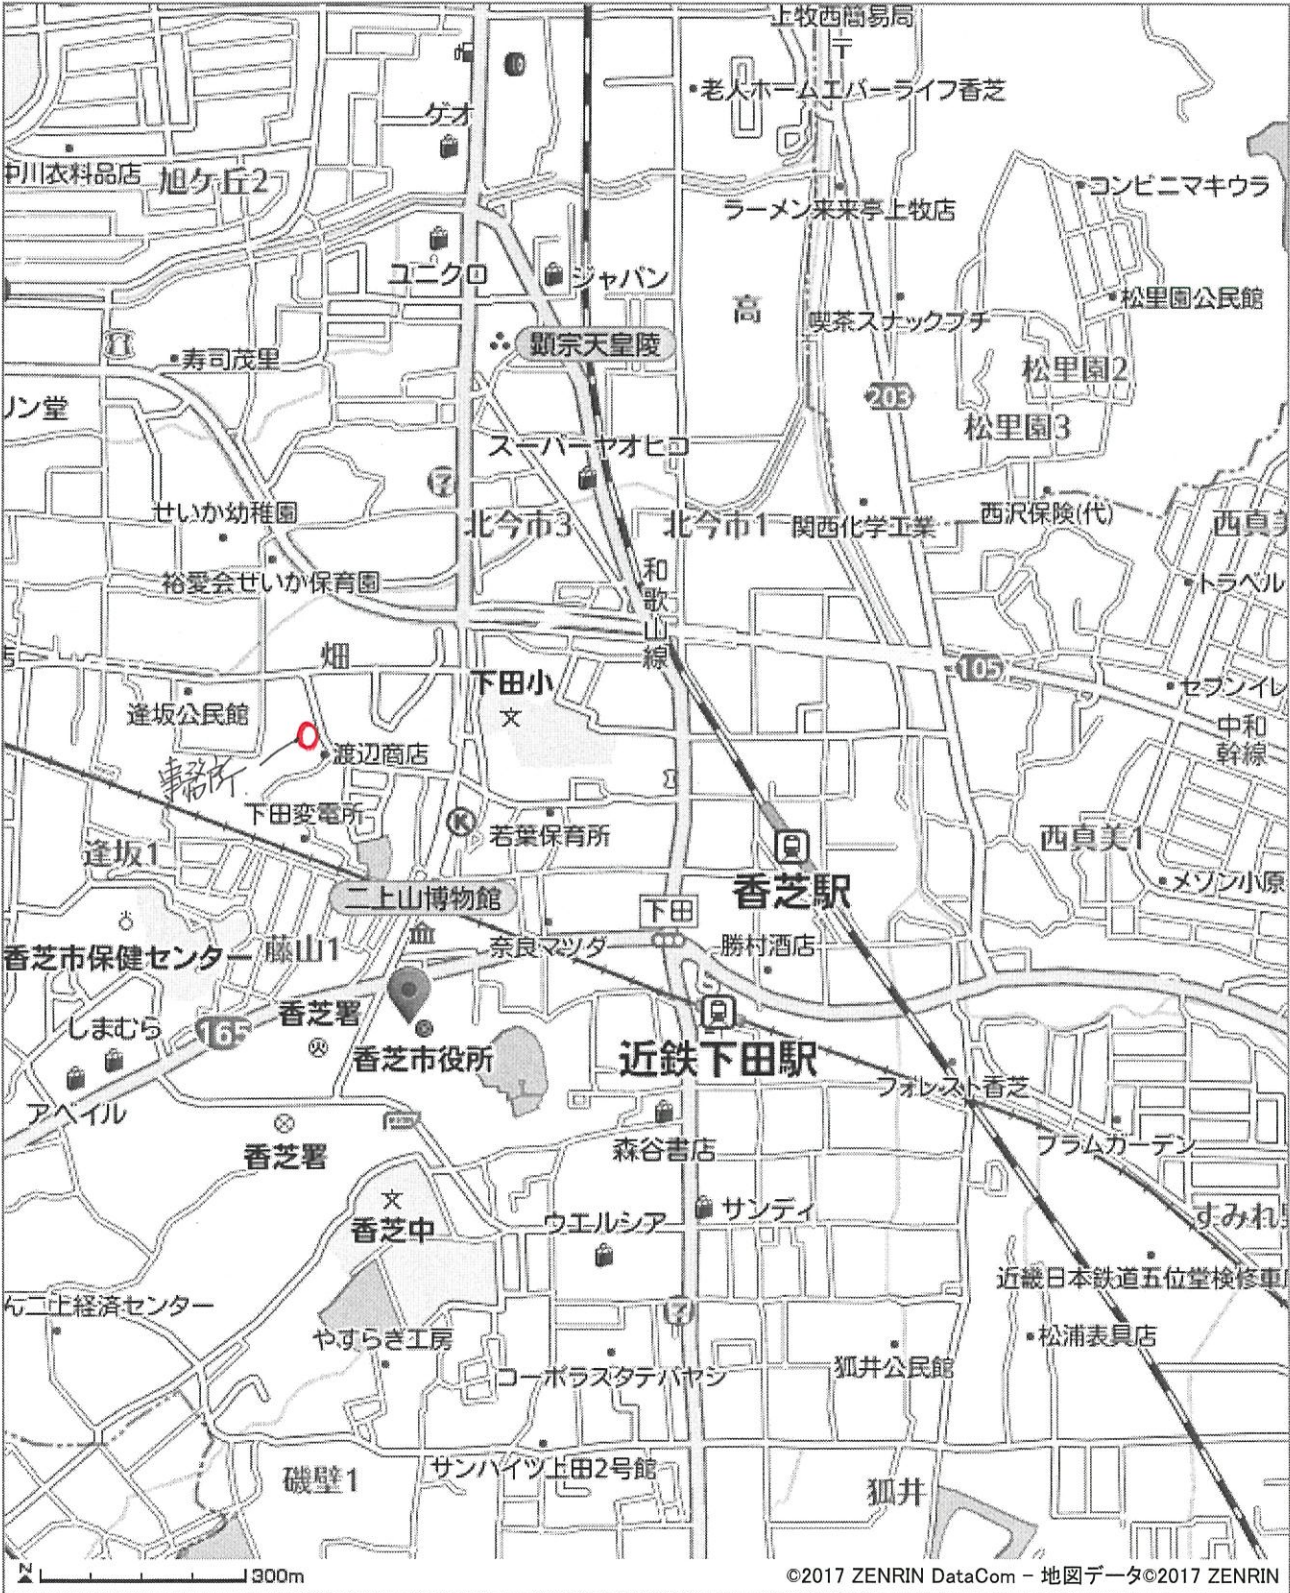 上牧西簡易局
老人ホームエバーライフ香芝
ゲオ
中川衣料品店
旭ケ丘2
コンビニマキウラ
ラーメン来来亭上牧店
ユニクロ
ジャパン
高
松里園公民館
喫茶スナックプチ
顕宗天皇陵
寿司茂里
松里園2
リン堂
203
松里園3
スーパーヤオヒコ
せいか幼稚園
北今市3
北今市1
関西化学工業
西沢保険(代)
西真美
裕愛会せいか保育園
和歌山線
トラベル
畑
店
下田小
文
105
セブンイレ
逢坂公民館
中和
幹線
渡辺商店
事務所
下田変電所
K
若葉保育所
逢坂1
西真美1
香芝駅
メゾン小原
二上山博物館
下田
香芝市保健センター
藤山1
奈良マツダ
勝村酒店
香芝署
しまむら
165
香芝市役所
近鉄下田駅
フォレスト香芝
アベイル
香芝署
森谷書店
プラムガーデン
文
香芝中
ウエルシア
サンディ
すみれ
近畿日本鉄道五位堂検修車
ん二上経済センター
やすらぎ工房
松浦表具店
コーポラスタテバヤシ
狐井公民館
サンハイツ上田2号館
磯壁1
狐井
N
300m
©2017 ZENRIN DataCom - 地図データ©2017 ZENRIN